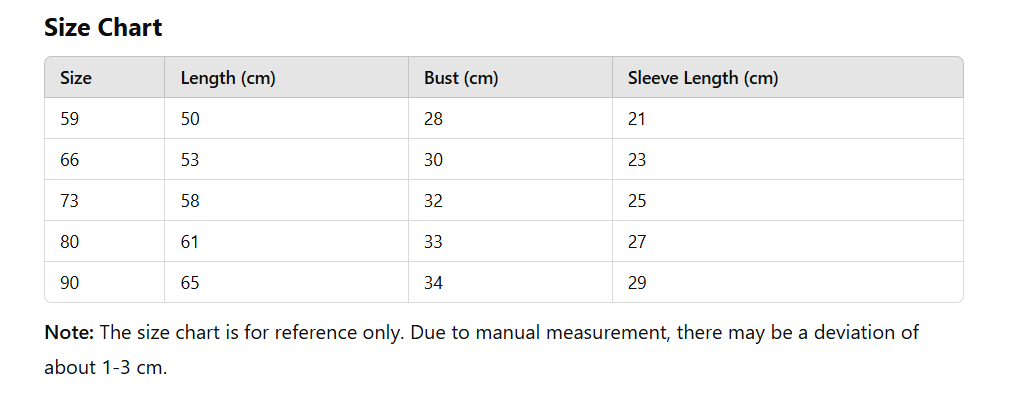 Size Chart
Size Length (cm) Bust (cm) Sleeve Length (cm)
59 50 28 21
66 53 30 23
73 58 32 25
80 61 33 27
90 65 34 29
Note: The size chart is for reference only. Due to manual measurement, there may be a deviation of
about 1-3 cm.